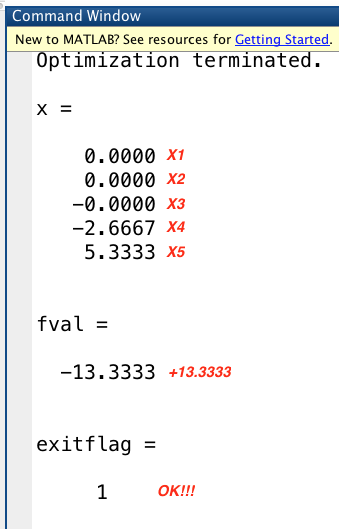 Command Window
New to MATLAB? See resources for Getting Started.
Optimization terminated.
x =
0.0000 X1
0.0000 X2
-0.0000 X3
-2.6667 X4
5.3333 X5
fval =
-13.3333 +13.3333
exitflag =
1 OK!!!